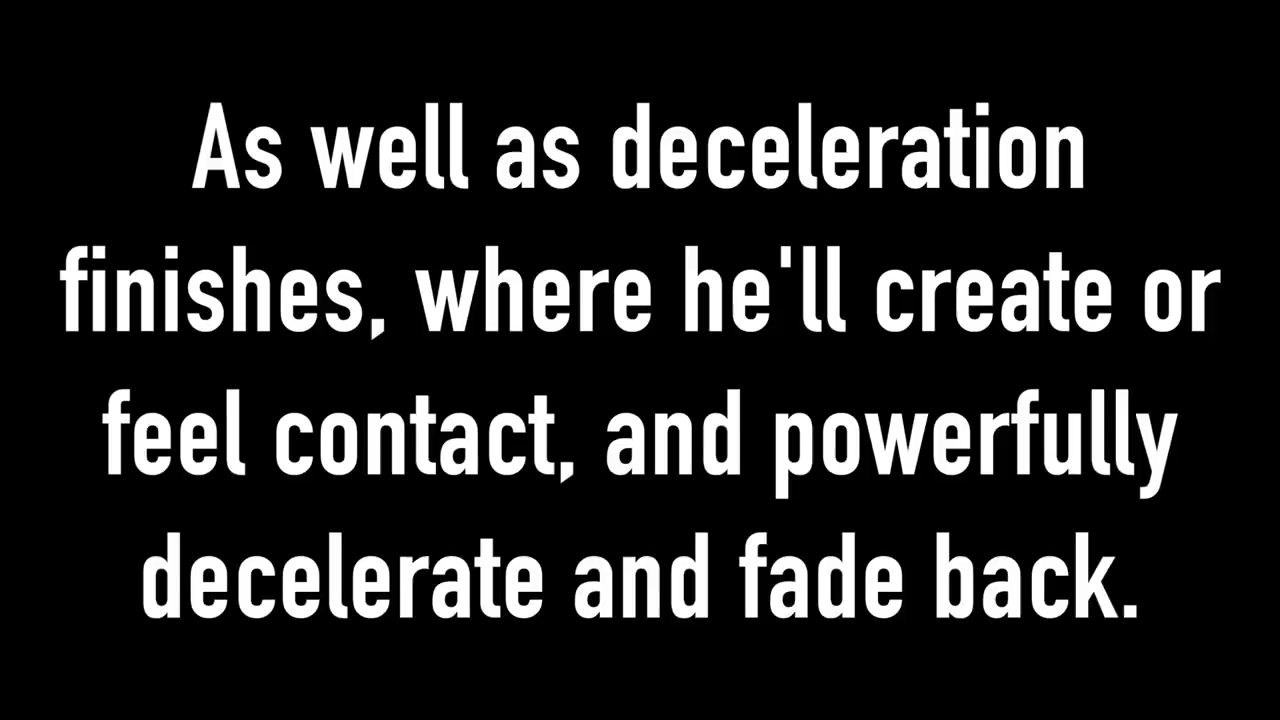 As well as deceleration
finishes, where he'll create or
feel contact, and powerfully
decelerate and fade back.